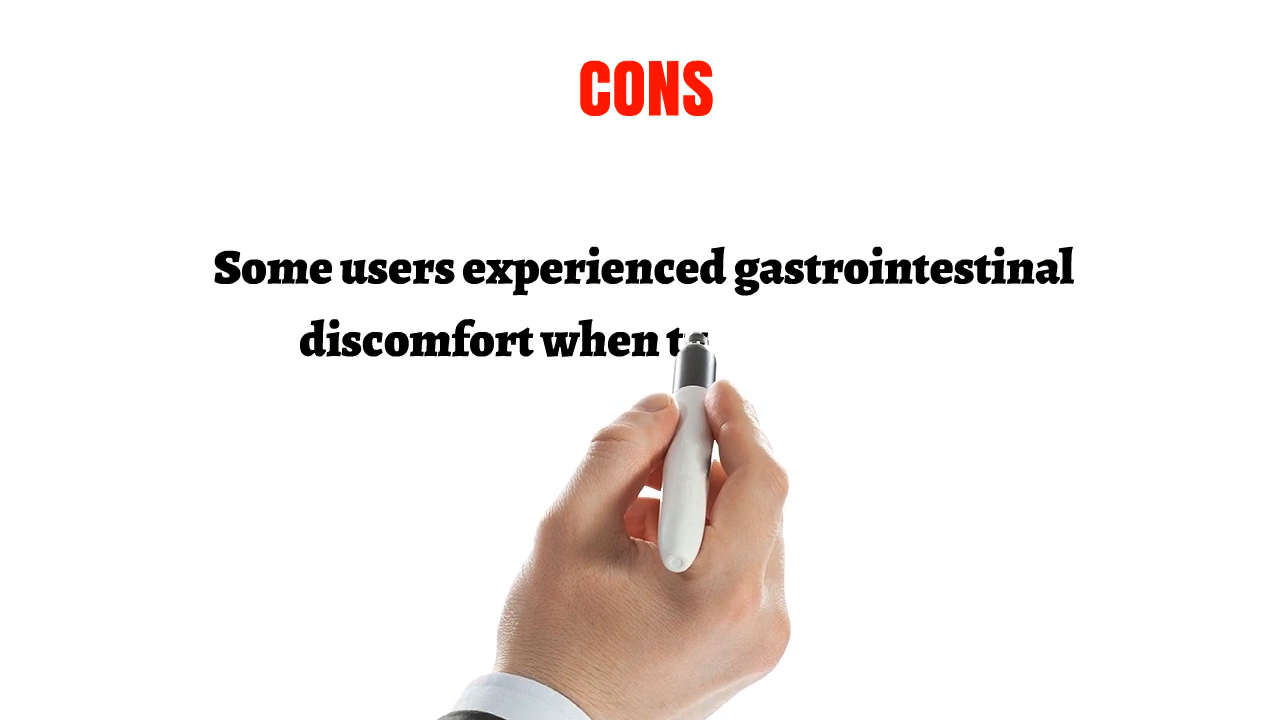 CONS
Some users experienced gastrointestinal
discomfort when